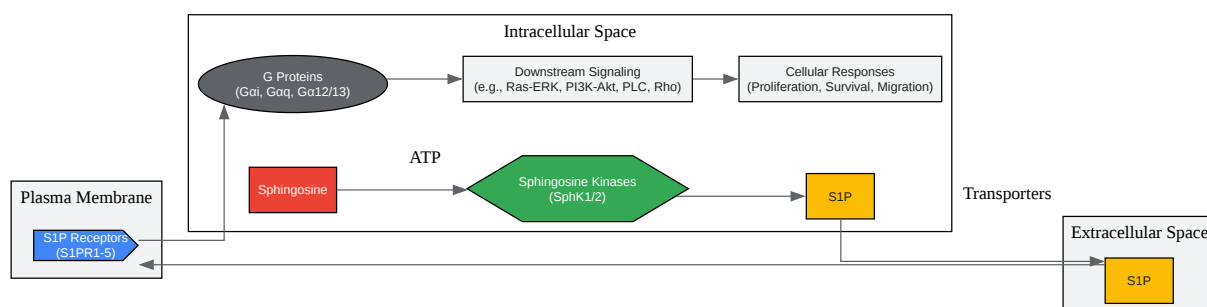 Intracellular Space
G Proteins
(Gαi, Gαq, Gα12/13)
Downstream Signaling
(e.g., Ras-ERK, PI3K-Akt, PLC, Rho)
Cellular Responses
(Proliferation, Survival, Migration)
ATP
Sphingosine
Sphingosine Kinases
(SphK1/2)
S1P
Transporters
Plasma Membrane
S1P Receptors
(S1PR1-5)
Extracellular Space
S1P